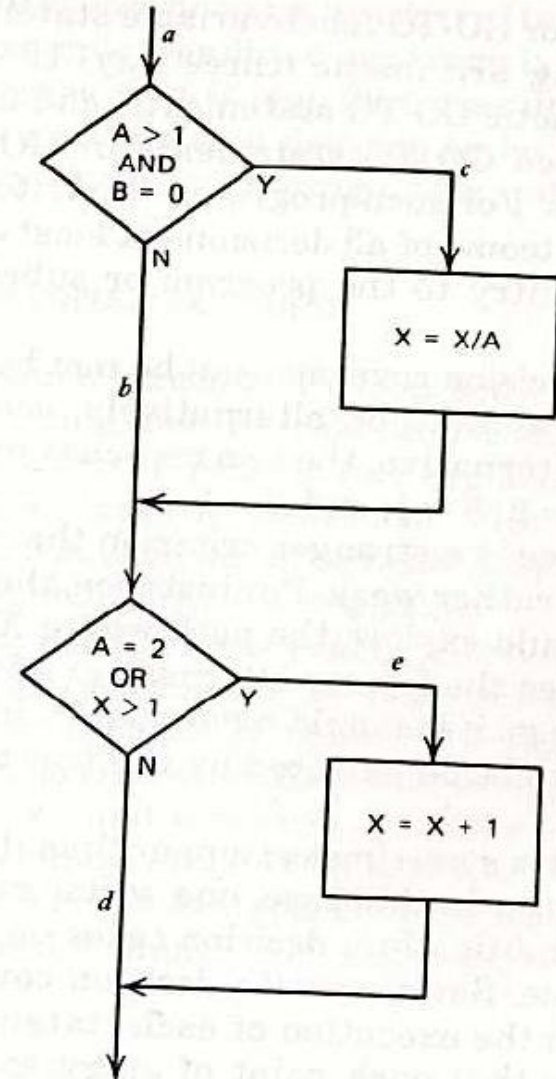 a
A > 1
AND
B = 0
Y
c
N
X = X/A
b
A = 2
OR
X > 1
Y
e
N
X = X + 1
d